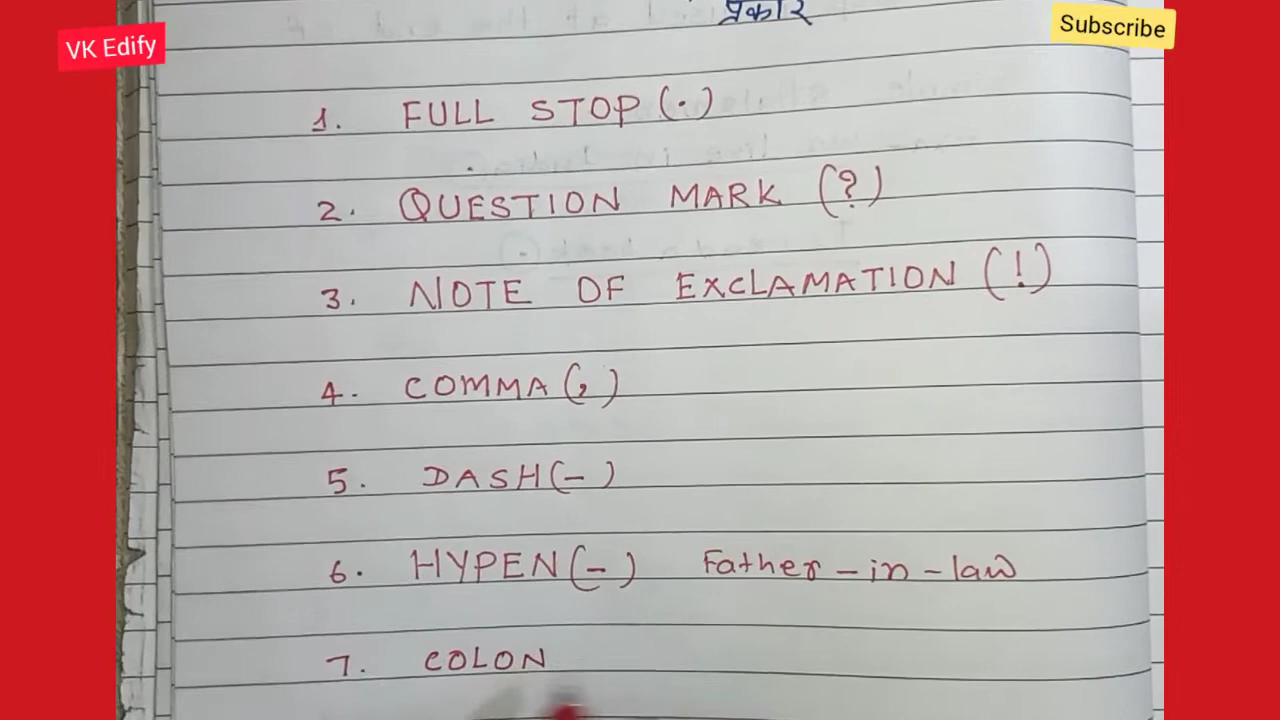 प्रकार
VK Edify
Subscribe
1. FULL STOP (.)
2. QUESTION MARK (?)
3. NOTE OF EXCLAMATION (!)
4. COMMA (,)
5. DASH (-)
6. HYPEN (-) Father-in-law
7. COLON